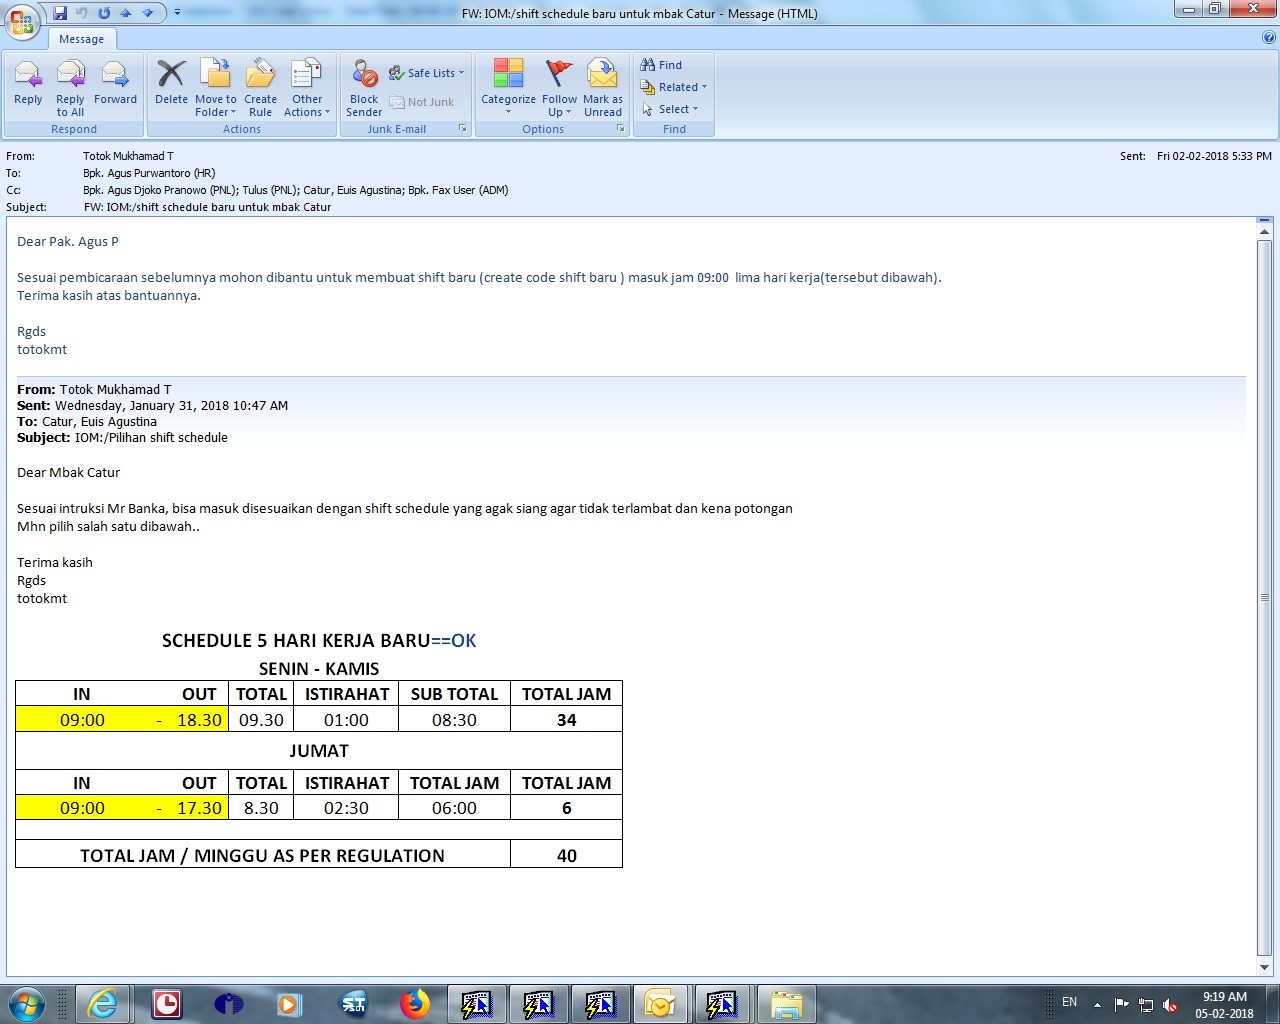 FW: IOM:/shift schedule baru untuk mbak Catur - Message (HTML)
Message
Reply
Reply to All
Forward
Respond
Delete
Move to Folder
Create Rule
Other Actions
Actions
Block Sender
Safe Lists
Not Junk
Junk E-mail
Categorize
Follow Up
Mark as Unread
Options
Find
Related
Select
Find
From: Totok Mukhamad T
Sent: Fri 02-02-2018 5:33 PM
To: Bpk. Agus Purwantoro (HR)
Cc: Bpk. Agus Djoko Pranowo (PNL); Tulus (PNL); Catur, Euis Agustina; Bpk. Fax User (ADM)
Subject: FW: IOM:/shift schedule baru untuk mbak Catur
Dear Pak. Agus P
Sesuai pembicaraan sebelumnya mohon dibantu untuk membuat shift baru (create code shift baru ) masuk jam 09:00 lima hari kerja(tersebut dibawah).
Terima kasih atas bantuannya.
Rgds
totokmt
From: Totok Mukhamad T
Sent: Wednesday, January 31, 2018 10:47 AM
To: Catur, Euis Agustina
Subject: IOM:/Pilihan shift schedule
Dear Mbak Catur
Sesuai intruksi Mr Banka, bisa masuk disesuaikan dengan shift schedule yang agak siang agar tidak terlambat dan kena potongan
Mhn pilih salah satu dibawah..
Terima kasih
Rgds
totokmt
SCHEDULE 5 HARI KERJA BARU==OK
SENIN - KAMIS
IN OUT TOTAL ISTIRAHAT SUB TOTAL TOTAL JAM
09:00 - 18.30 09.30 01:00 08:30 34
JUMAT
IN OUT TOTAL ISTIRAHAT TOTAL JAM TOTAL JAM
09:00 - 17.30 8.30 02:30 06:00 6
TOTAL JAM / MINGGU AS PER REGULATION 40
EN
9:19 AM
05-02-2018